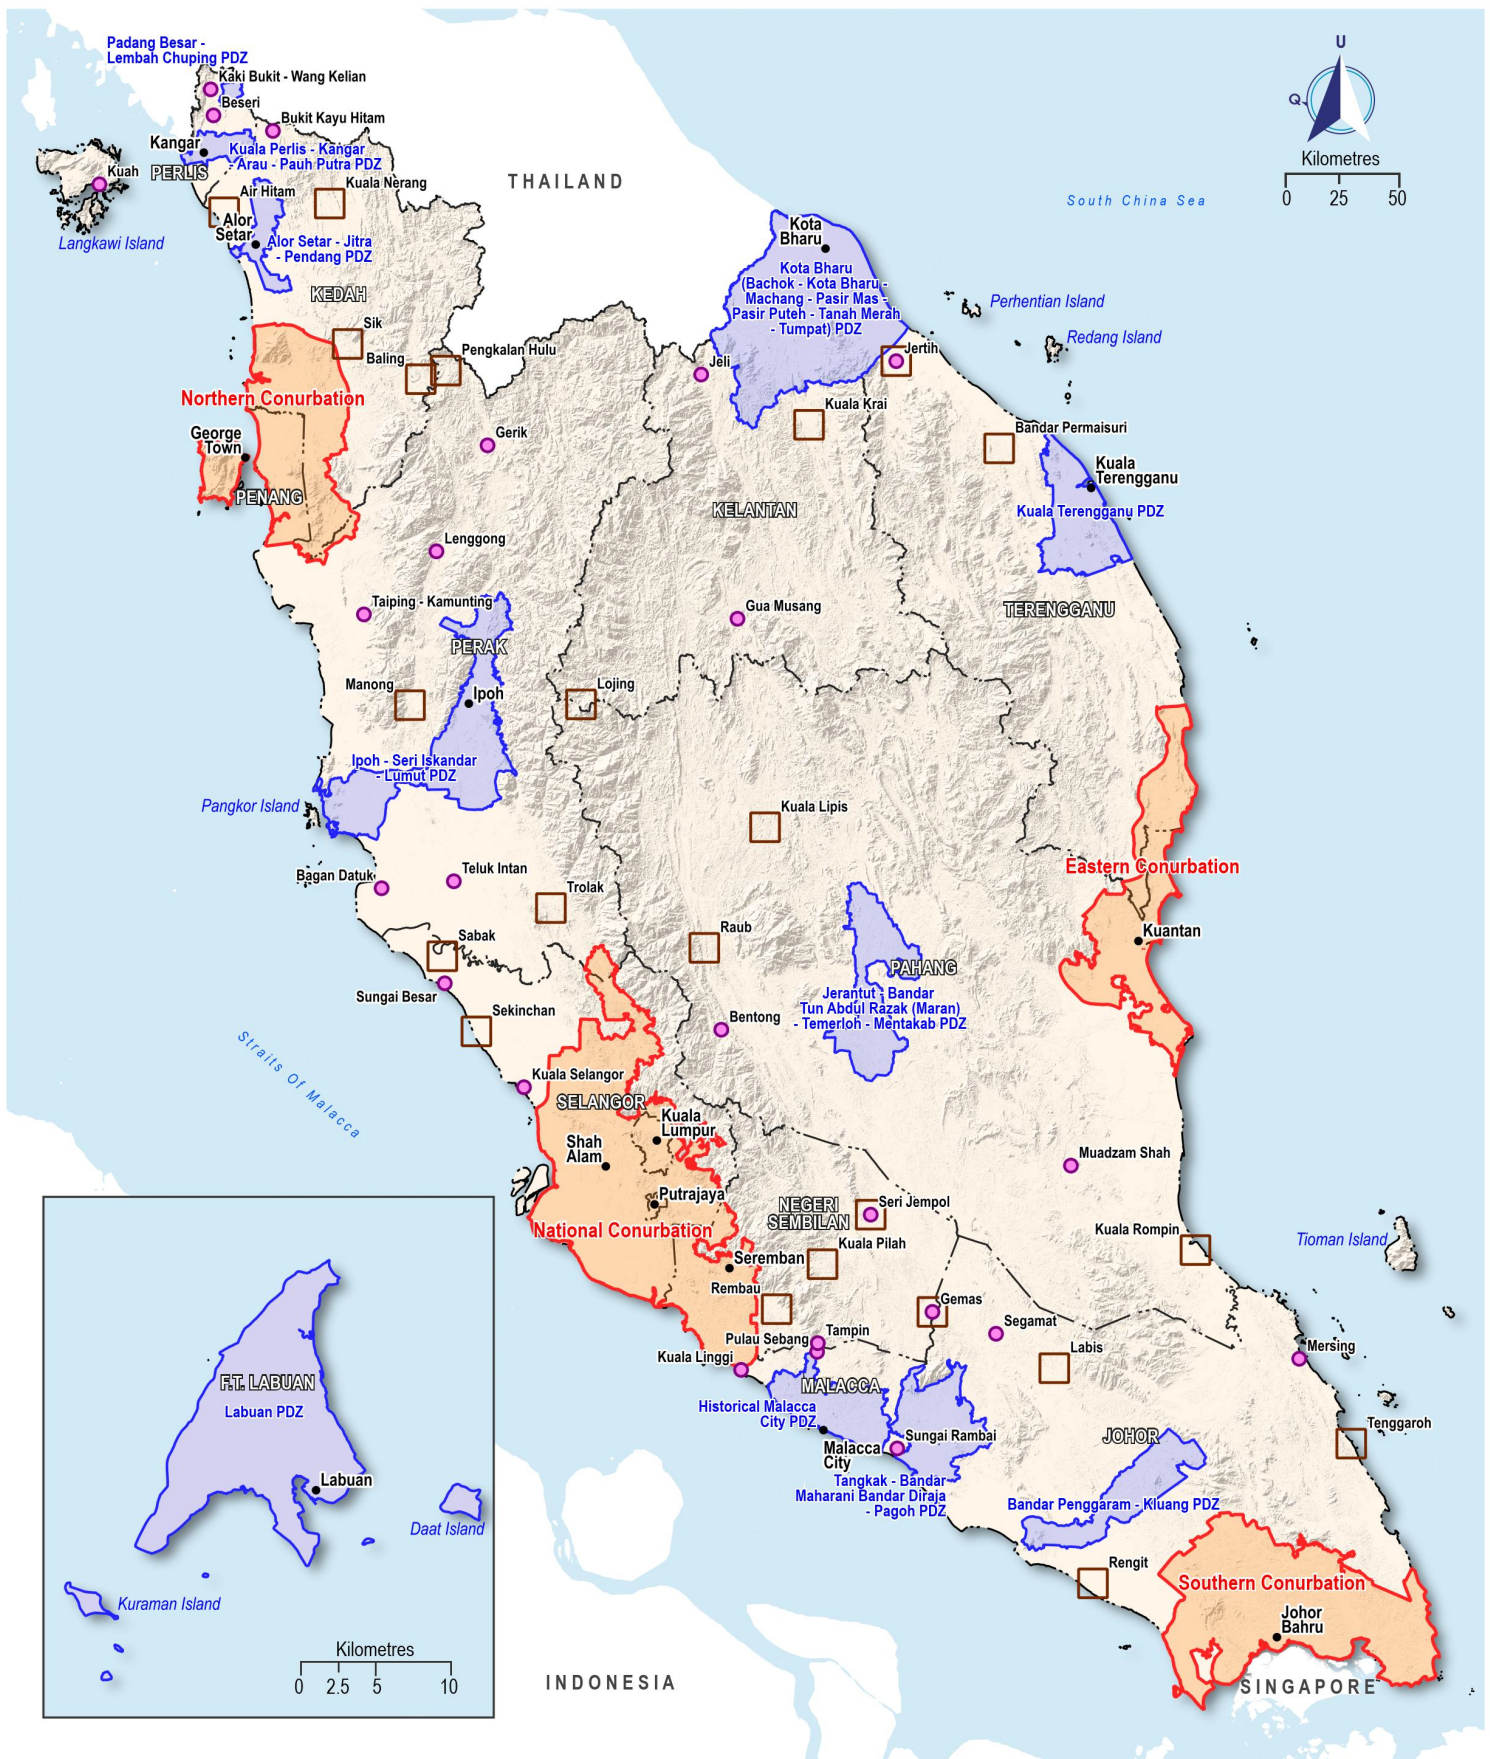 Padang Besar -
Lembah Chuping PDZ
Kaki Bukit - Wang Kelian
Beseri
Bukit Kayu Hitam
Kangar
Kuala Perlis - Kangar
- Arau - Pauh Putra PDZ
PERLIS
Kuah
Langkawi Island
Air Hitam
Kuala Nerang
Alor
Setar
Alor Setar - Jitra
- Pendang PDZ
KEDAH
THAILAND
South China Sea
U
Q
Kilometres
0 25 50
Kota
Bharu
Kota Bharu
(Bachok - Kota Bharu -
Machang - Pasir Mas -
Pasir Puteh - Tanah Merah
- Tumpat) PDZ
Perhentian Island
Redang Island
Sik
Baling
Pengkalan Hulu
Jeli
Jertih
Northern Conurbation
Kuala Krai
George
Town
PENANG
Gerik
Bandar Permaisuri
Kuala
Terengganu
Kuala Terengganu PDZ
KELANTAN
Lenggong
Taiping - Kamunting
Gua Musang
TERENGGANU
PERAK
Manong
Ipoh
Lojing
Ipoh - Seri Iskandar
- Lumut PDZ
Pangkor Island
Kuala Lipis
Eastern Conurbation
Kuantan
Bagan Datuk
Teluk Intan
Trolak
Sabak
Raub
PAHANG
Jerantut - Bandar
Tun Abdul Razak (Maran)
- Temerloh - Mentakab PDZ
Sungai Besar
Sekinchan
Bentong
Straits Of Malacca
Kuala Selangor
SELANGOR
Kuala
Lumpur
Shah
Alam
Putrajaya
National Conurbation
Muadzam Shah
NEGERI
SEMBILAN
Seri Jempol
Kuala Pilah
Seremban
Rembau
Kuala Rompin
Tioman Island
Gemas
Segamat
Pulau Sebang
Tampin
Kuala Linggi
Labis
Mersing
MALACCA
Historical Malacca
City PDZ
Malacca
City
Sungai Rambai
Tangkak - Bandar
Maharani Bandar Diraja
- Pagoh PDZ
JOHOR
Tenggaroh
Bandar Penggaram - Kluang PDZ
Rengit
Southern Conurbation
Johor
Bahru
SINGAPORE
INDONESIA
F.T. LABUAN
Labuan PDZ
Labuan
Daat Island
Kuraman Island
Kilometres
0 2.5 5 10